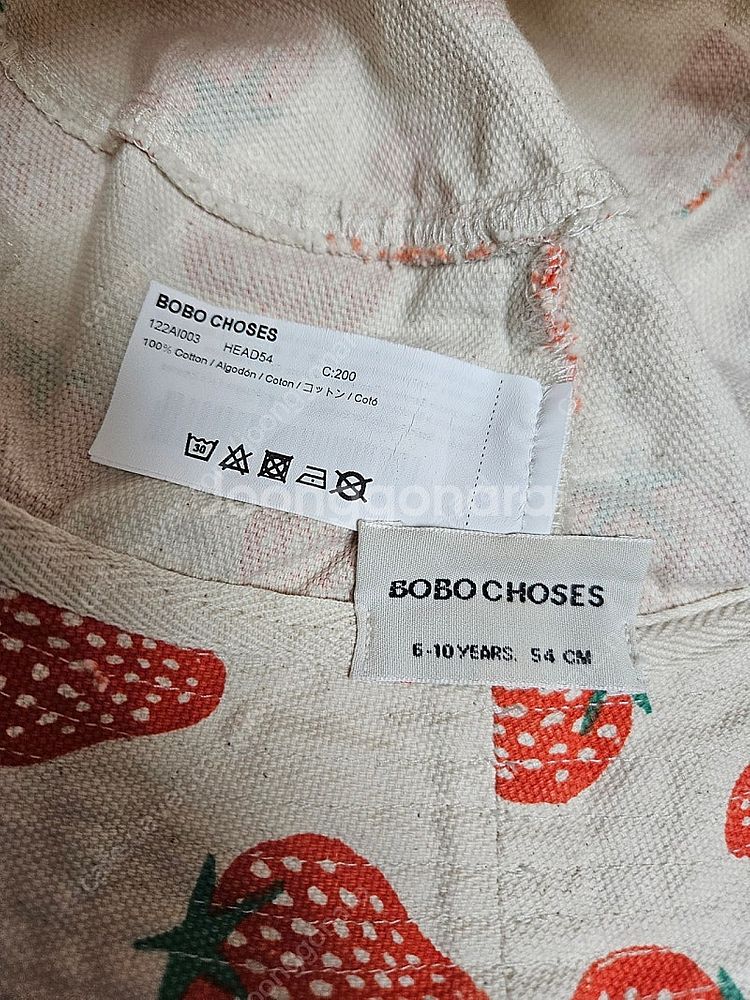 BOBO CHOSES
122AI003 HEAD54 C:200
100% Cotton / Algodón / Coton / コットン / Cotó
30
Joonggonara
BOBO CHOSES
6-10 YEARS. 54 CM